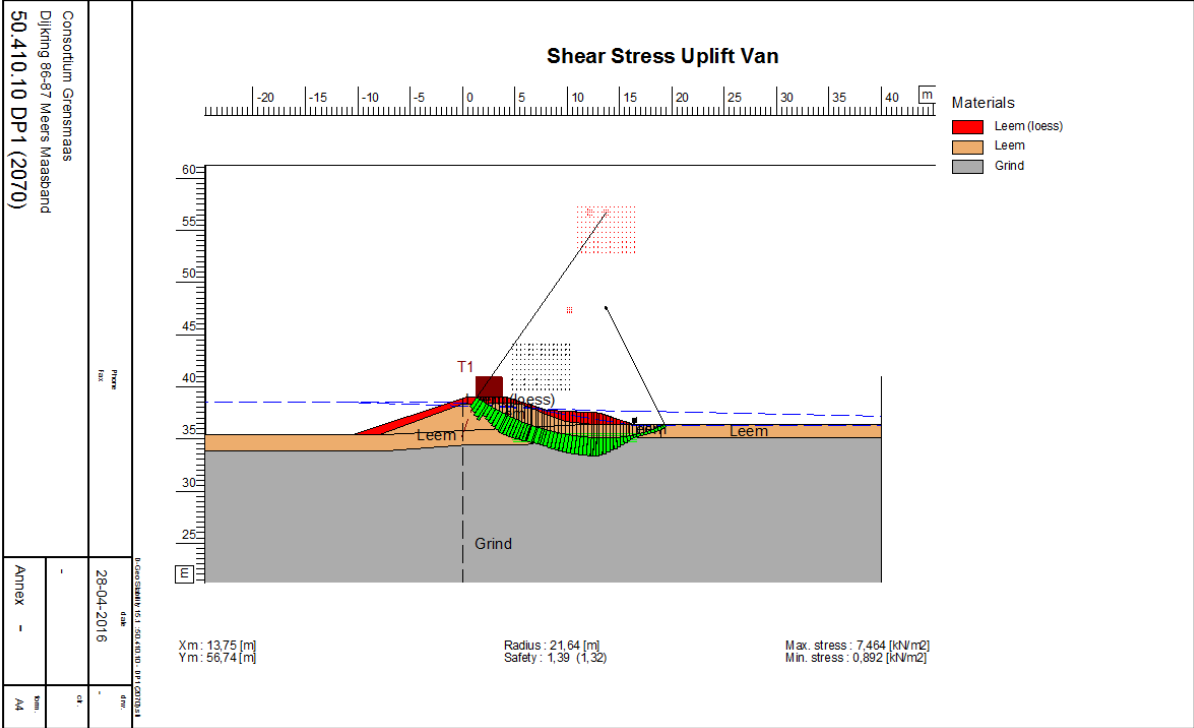 Shear Stress Uplift Van
-20 -15 -10 -5 0 5 10 15 20 25 30 35 40 m
Materials
Leem (loess)
Leem
Grind
60
55
50
45
40
35
30
25
m
T1
(loess)
Leem
Leem
Grind
Xm : 13,75 [m]
Ym : 56,74 [m]
Radius : 21,64 [m]
Safety : 1,39 (1,32)
Max. stress : 7,464 [kN/m2]
Min. stress : 0,892 [kN/m2]
Consortium Grensmaas
Dijkring 86-87 Meers Maasband
50.410.10 DP1 (2070)
Phone
Fax
date
28-04-2016
drw.
-
-
ctr.
Annex -
form.
A4